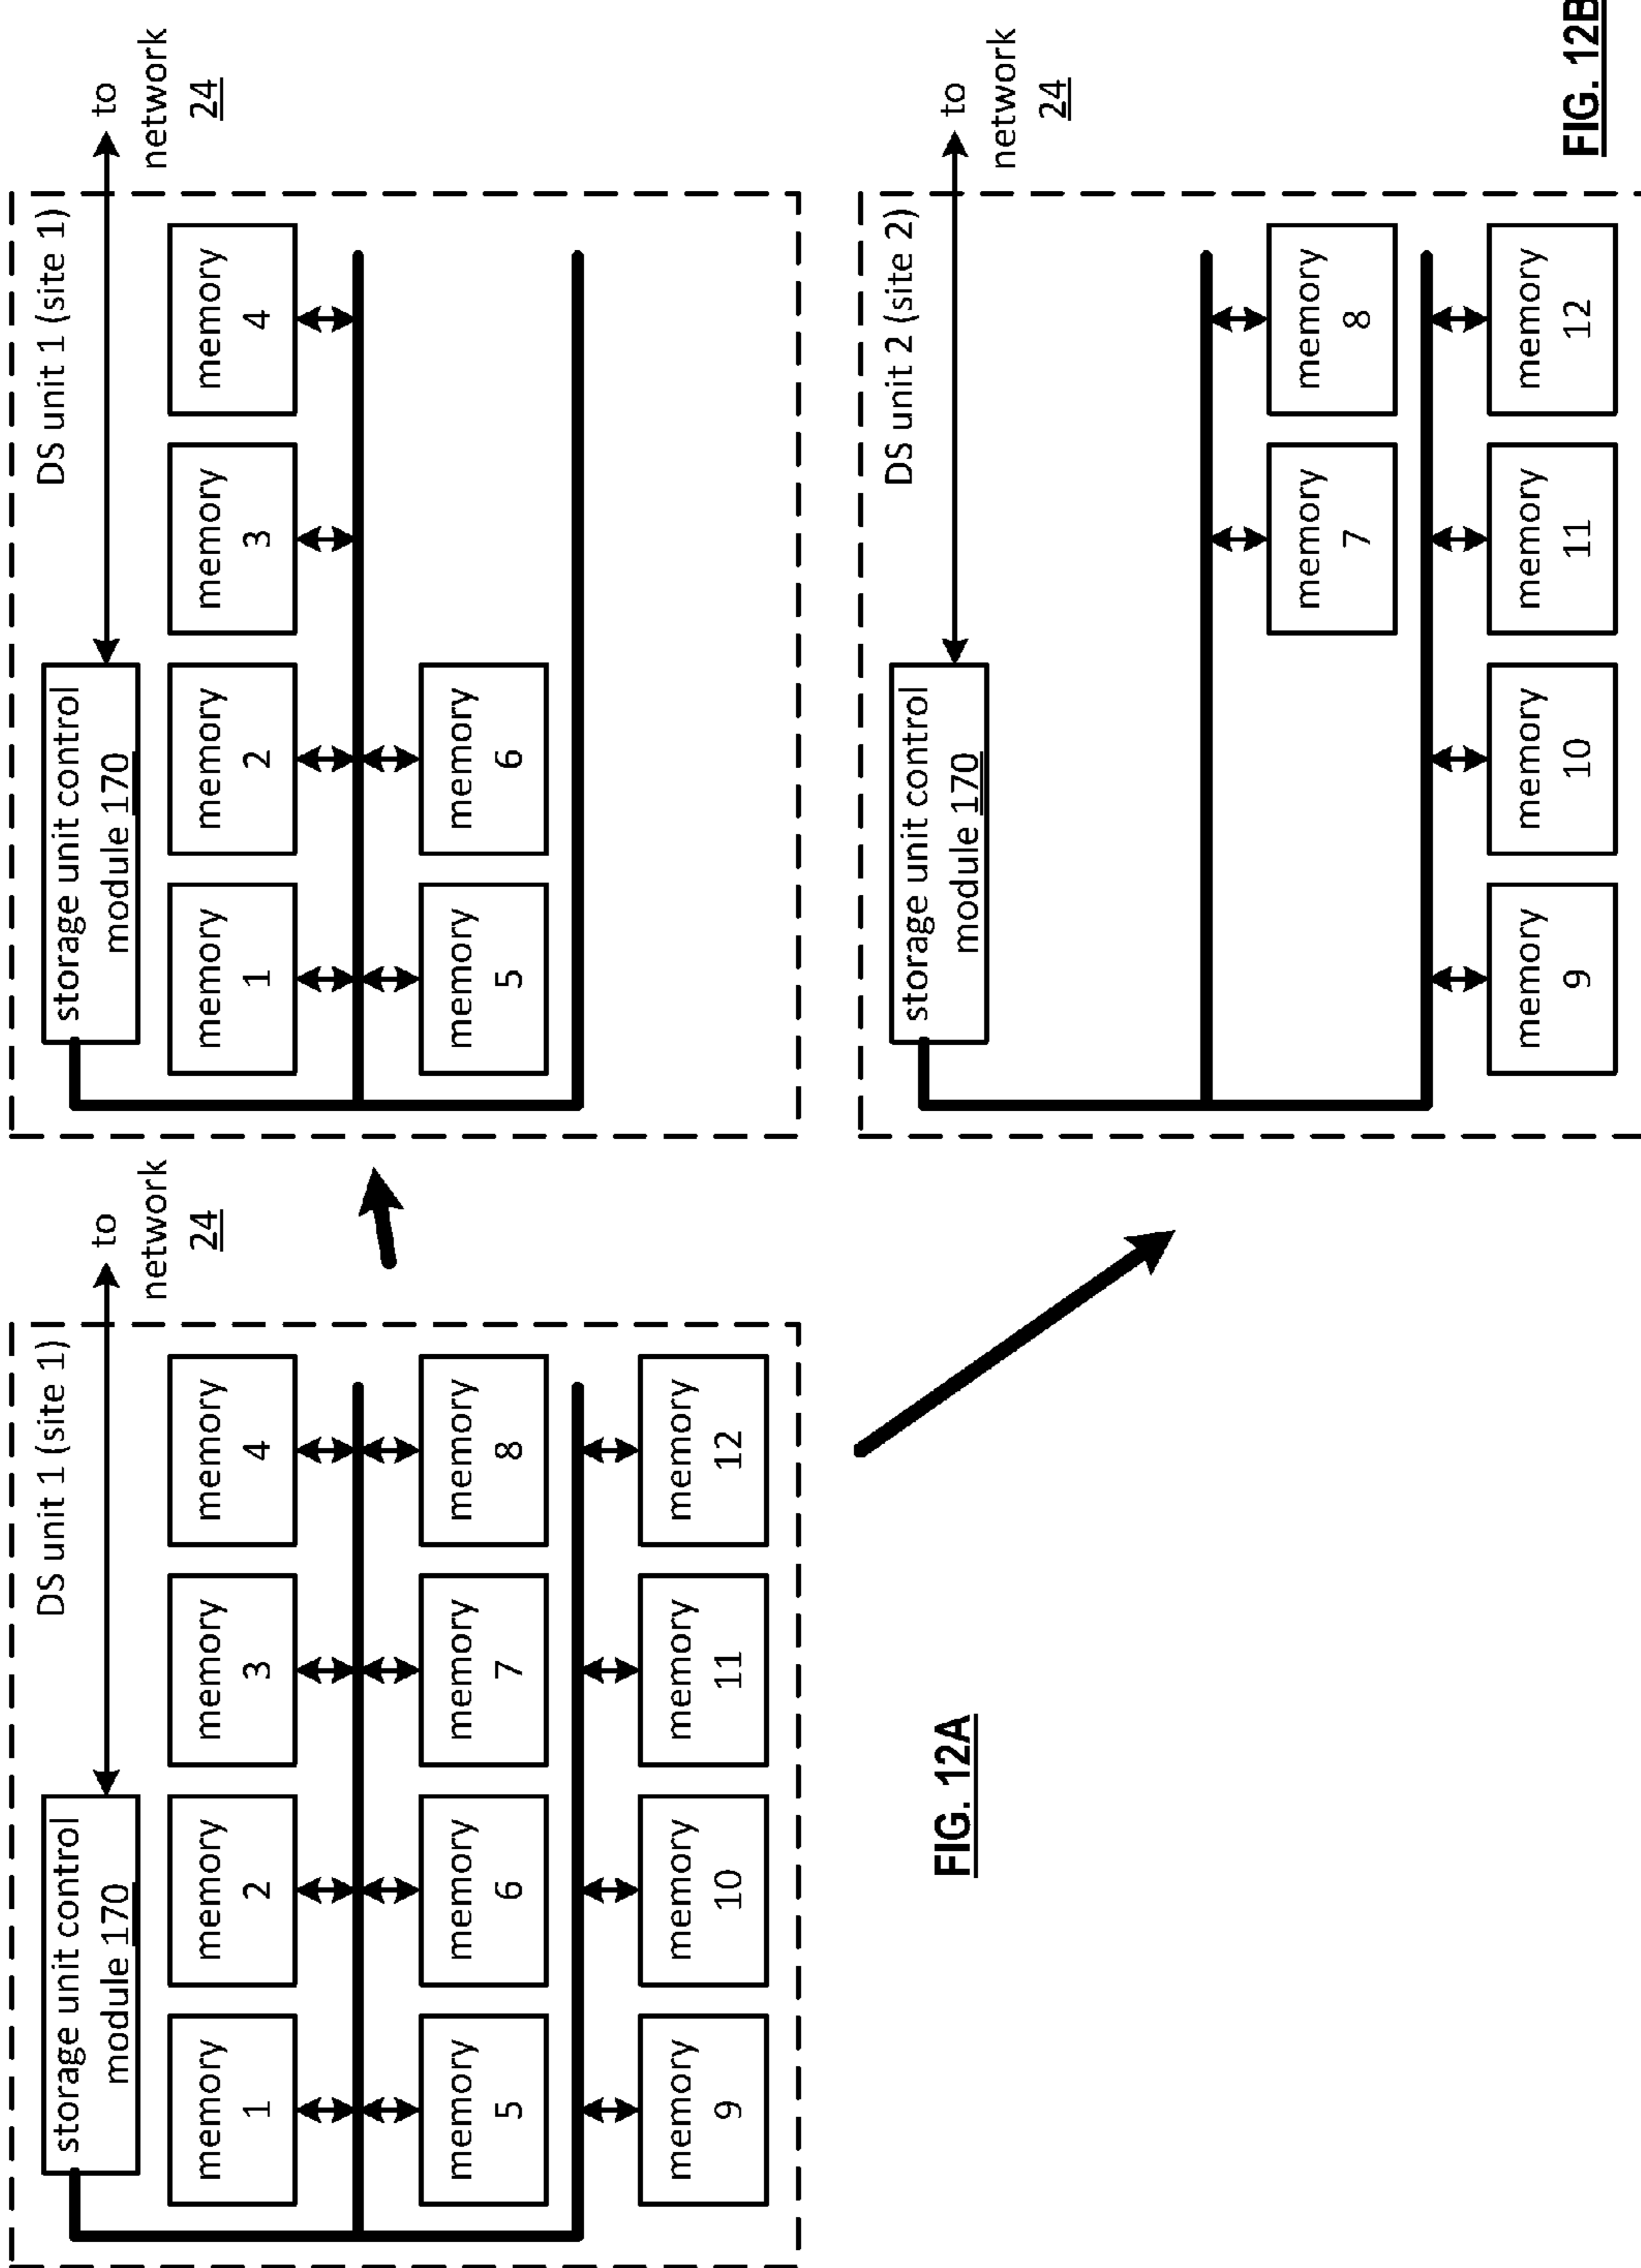 DS unit 1 (site 1)
storage unit control
module 170
to
network
24
memory
1
memory
2
memory
3
memory
4
memory
5
memory
6
memory
7
memory
8
memory
9
memory
10
memory
11
memory
12
FIG. 12A
DS unit 1 (site 1)
storage unit control
module 170
to
network
24
memory
1
memory
2
memory
3
memory
4
memory
5
memory
6
DS unit 2 (site 2)
storage unit control
module 170
to
network
24
memory
7
memory
8
memory
9
memory
10
memory
11
memory
12
FIG. 12B